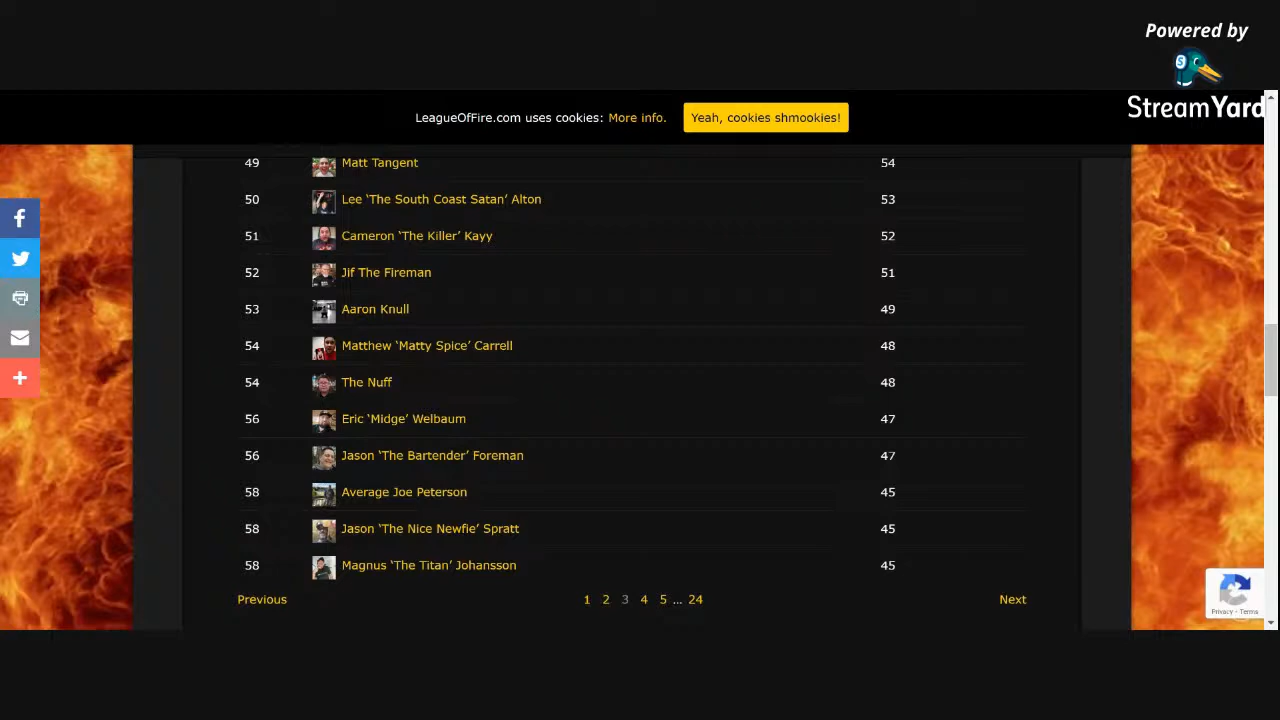 Powered by
StreamYard
LeagueOfFire.com uses cookies: More info. Yeah, cookies shmookies!
49 Matt Tangent 54
50 Lee ‘The South Coast Satan’ Alton 53
51 Cameron ‘The Killer’ Kayy 52
52 Jif The Fireman 51
53 Aaron Knull 49
54 Matthew ‘Matty Spice’ Carrell 48
54 The Nuff 48
56 Eric ‘Midge’ Welbaum 47
56 Jason ‘The Bartender’ Foreman 47
58 Average Joe Peterson 45
58 Jason ‘The Nice Newfie’ Spratt 45
58 Magnus ‘The Titan’ Johansson 45
Previous 1 2 3 4 5 ... 24 Next
Privacy - Terms